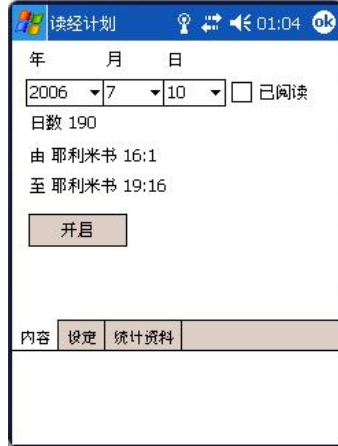 读经计划 01:04 ok
年 月 日
2006 7 10 已阅读
日数 190
由 耶利米书 16:1
至 耶利米书 19:16
开启
内容 设定 统计资料